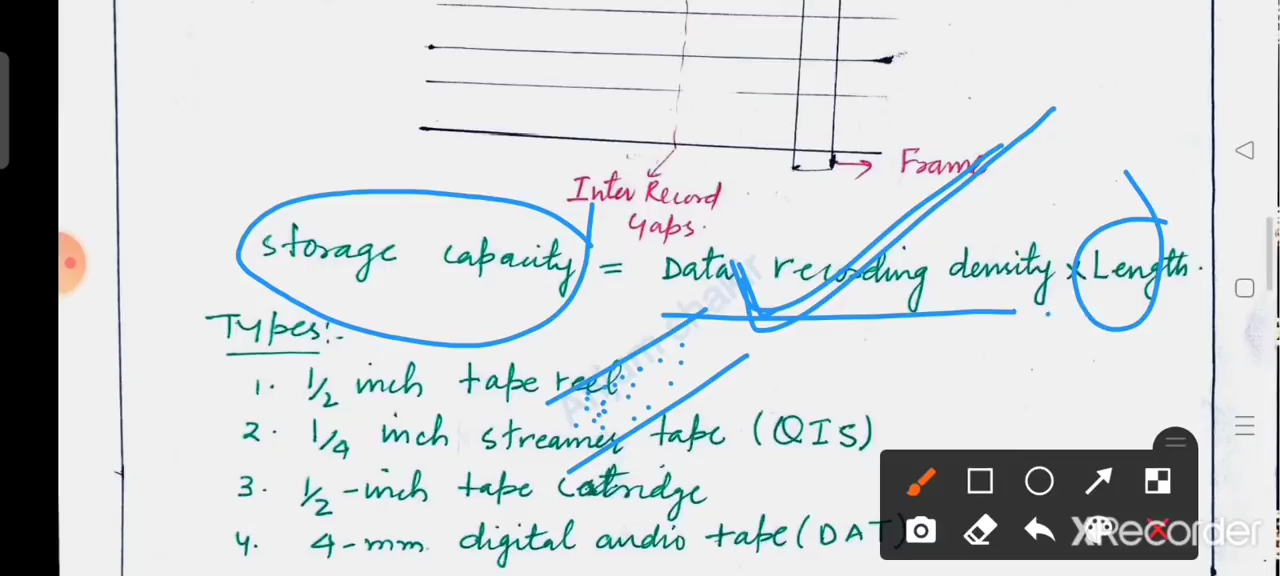 Frame
Inter Record
Gaps.
Storage capacity = Data recording density × Length.
Types:-
1. 1/2 inch tape reel
2. 1/4 inch streamer tape (QIS)
3. 1/2-inch tape Catridge
4. 4-mm digital audio tape (DAT)
XRecorder